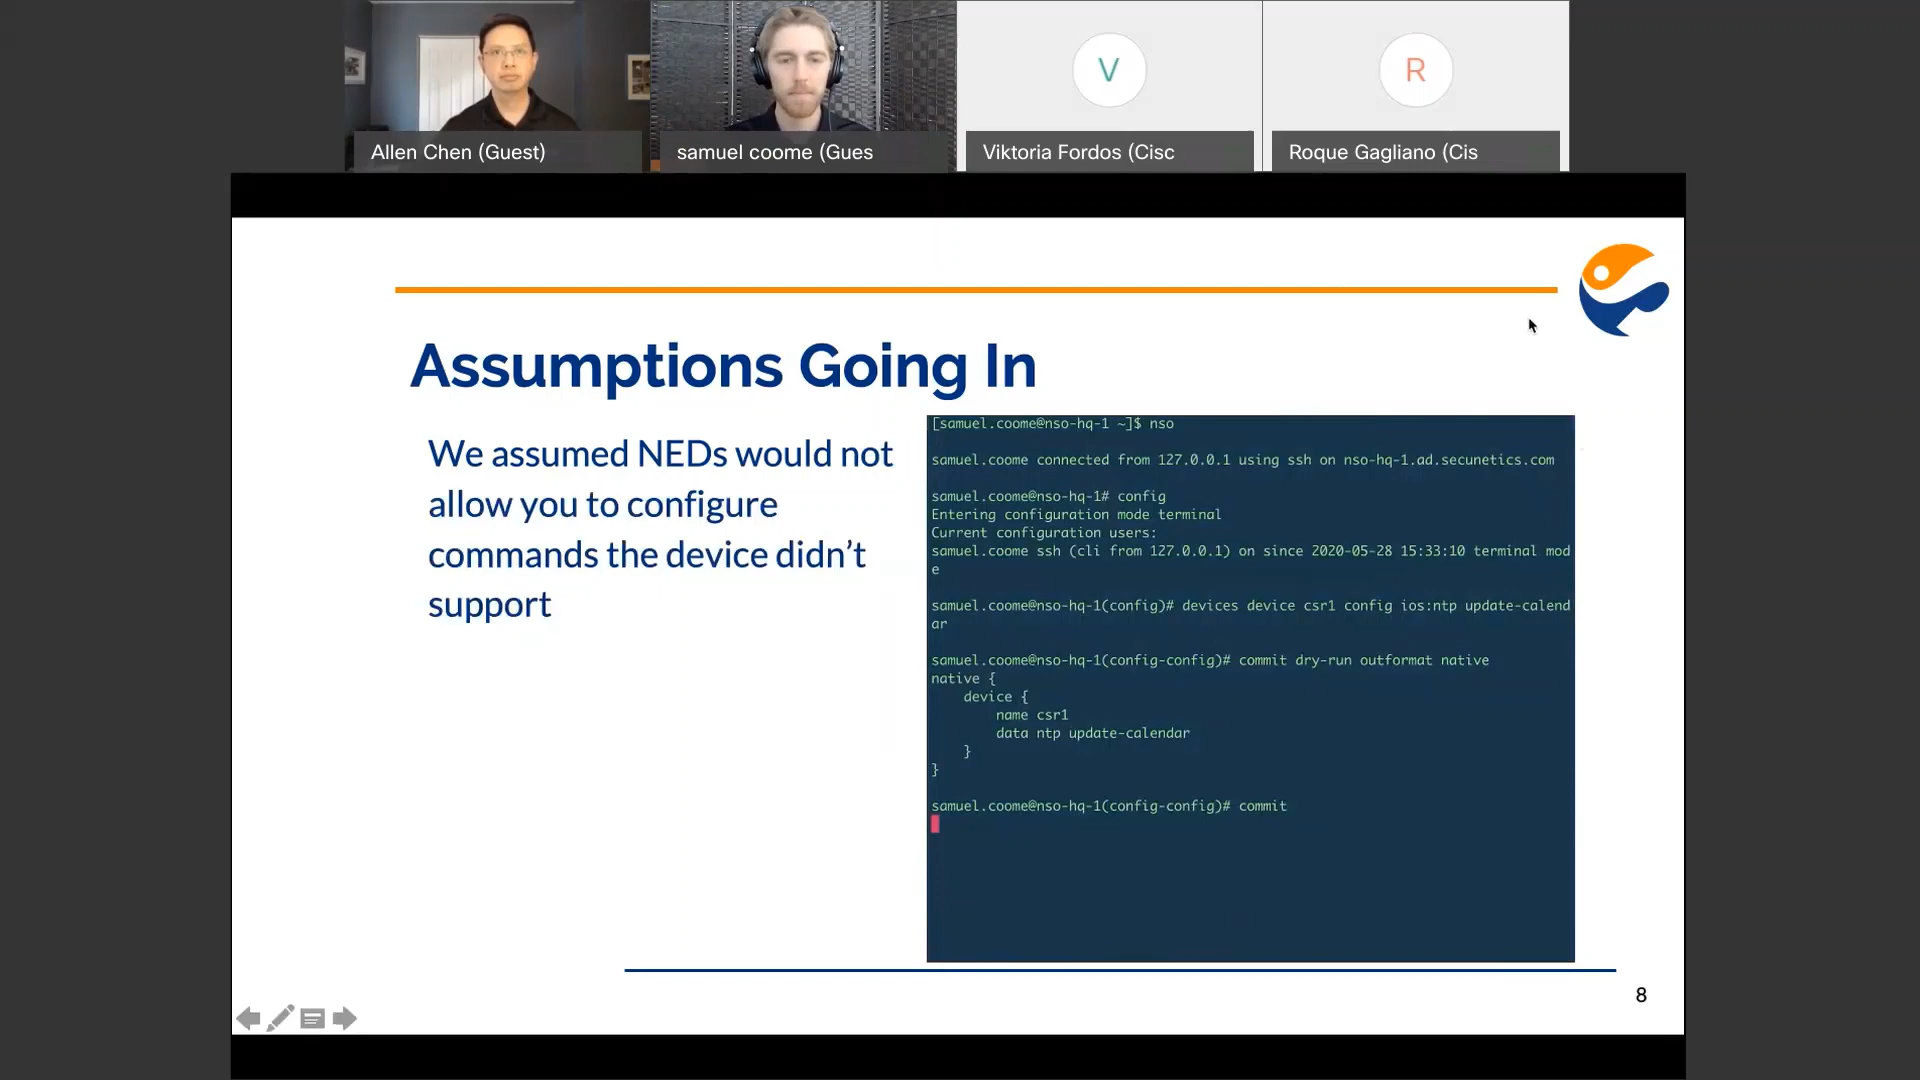 Allen Chen (Guest)
samuel coome (Gues
V
Viktoria Fordos (Cisc
R
Roque Gagliano (Cis
Assumptions Going In
We assumed NEDs would not
allow you to configure
commands the device didn't
support
[samuel.coome@nso-hq-1 ~]$ nso
samuel.coome connected from 127.0.0.1 using ssh on nso-hq-1.ad.secunetics.com
samuel.coome@nso-hq-1# config
Entering configuration mode terminal
Current configuration users:
samuel.coome ssh (cli from 127.0.0.1) on since 2020-05-28 15:33:10 terminal mod
e
samuel.coome@nso-hq-1(config)# devices device csr1 config ios:ntp update-calend
ar
samuel.coome@nso-hq-1(config-config)# commit dry-run outformat native
native {
    device {
        name csr1
        data ntp update-calendar
    }
}
samuel.coome@nso-hq-1(config-config)# commit
8